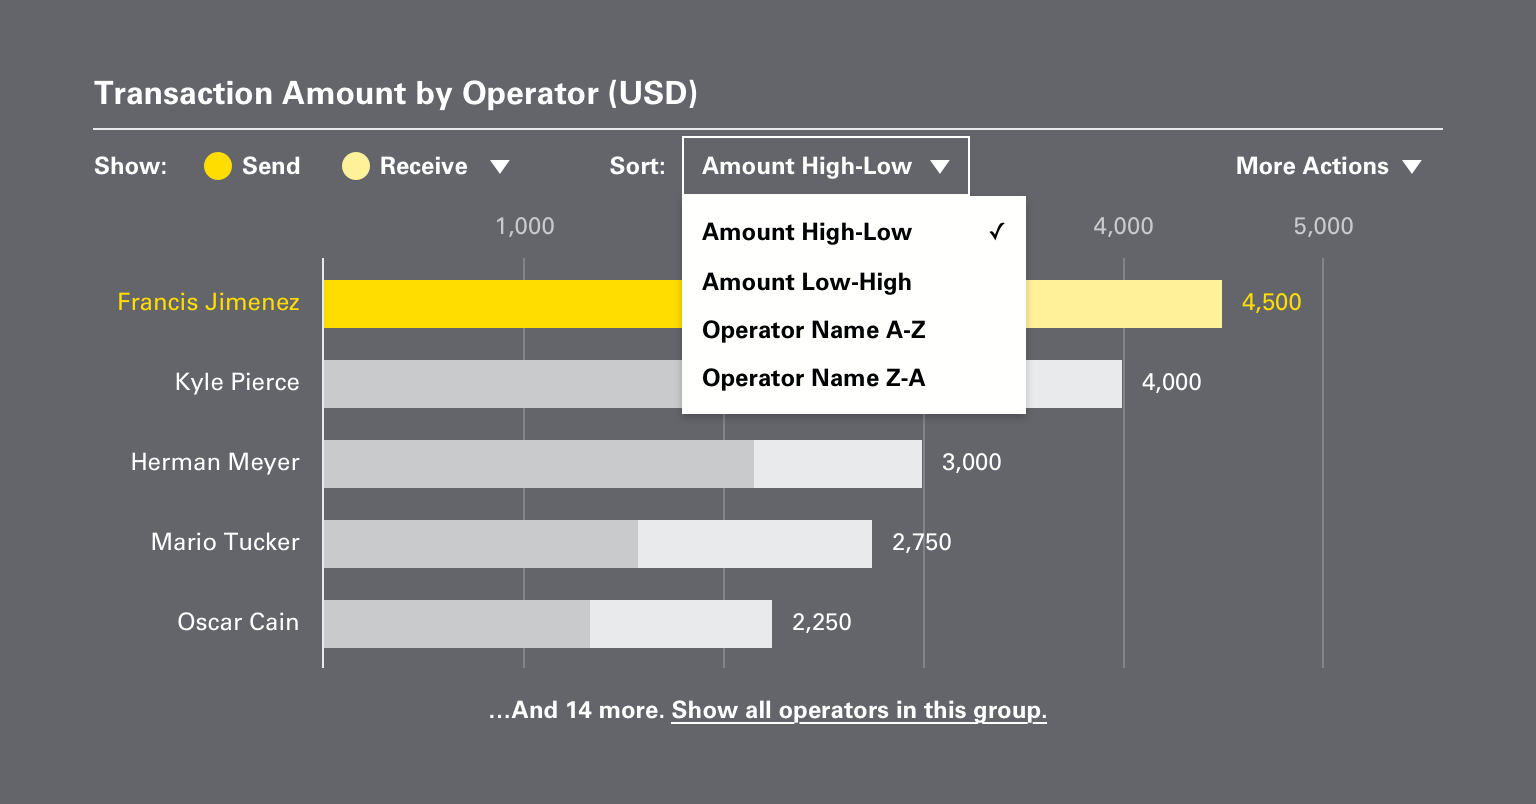 Transaction Amount by Operator (USD)
Show: Send Receive Sort: Amount High-Low More Actions
1,000 4,000 5,000
Amount High-Low ✓
Amount Low-High
Operator Name A-Z
Operator Name Z-A
Francis Jimenez 4,500
Kyle Pierce 4,000
Herman Meyer 3,000
Mario Tucker 2,750
Oscar Cain 2,250
...And 14 more. Show all operators in this group.